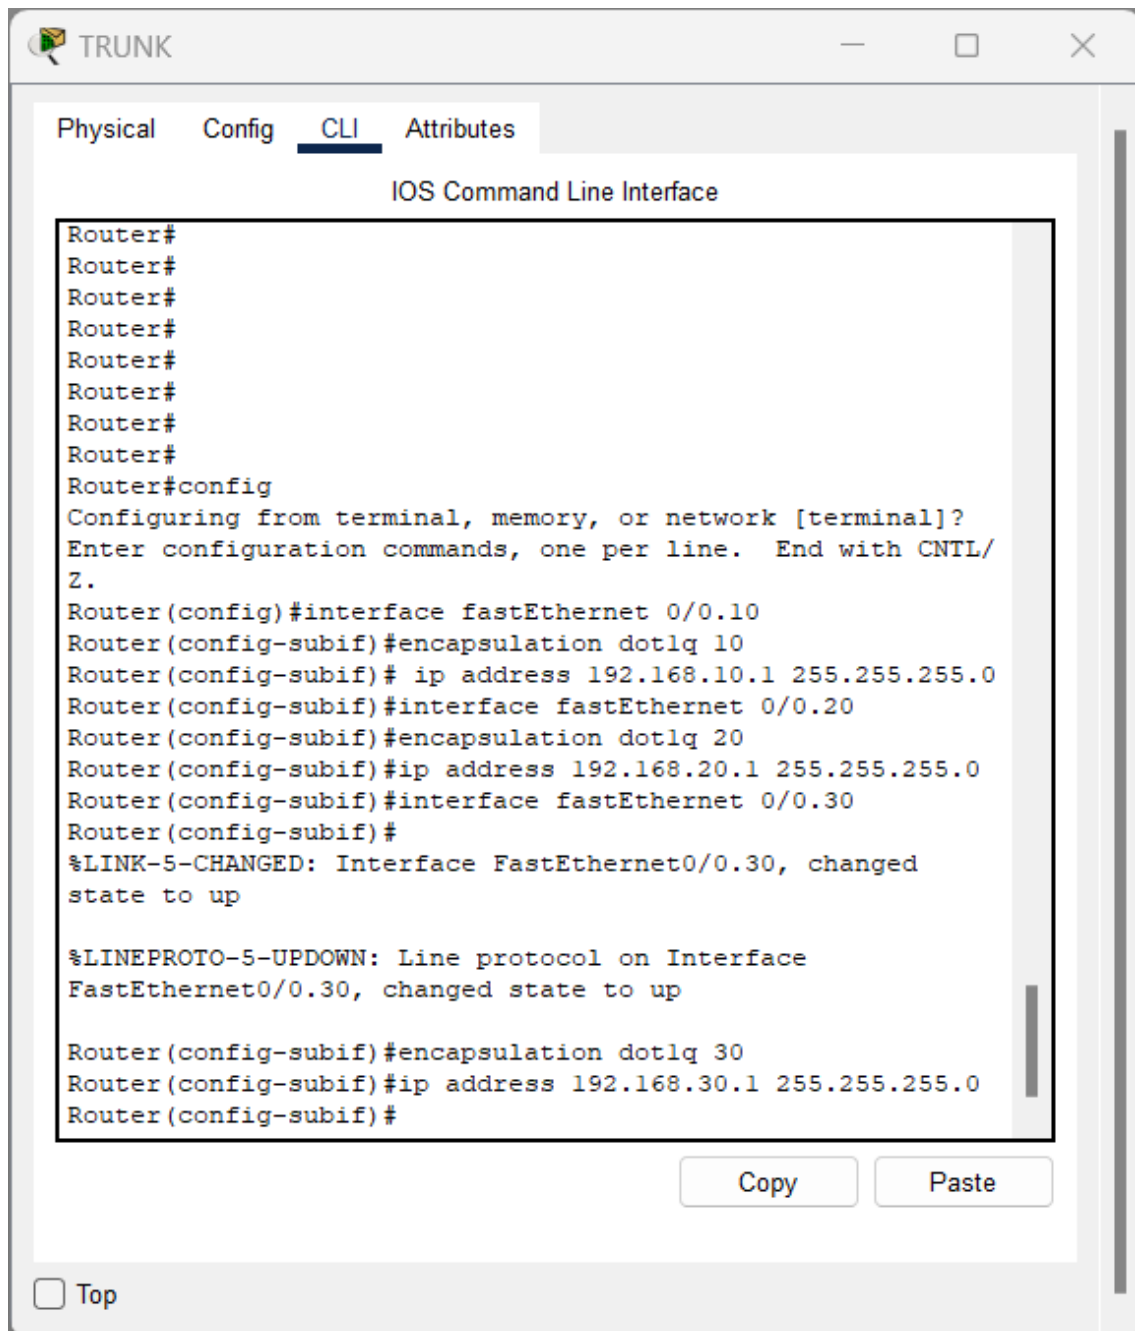 TRUNK
Physical Config CLI Attributes
IOS Command Line Interface
Router#
Router#
Router#
Router#
Router#
Router#
Router#
Router#
Router#config
Configuring from terminal, memory, or network [terminal]?
Enter configuration commands, one per line.  End with CNTL/
Z.
Router(config)#interface fastEthernet 0/0.10
Router(config-subif)#encapsulation dot1q 10
Router(config-subif)# ip address 192.168.10.1 255.255.255.0
Router(config-subif)#interface fastEthernet 0/0.20
Router(config-subif)#encapsulation dot1q 20
Router(config-subif)#ip address 192.168.20.1 255.255.255.0
Router(config-subif)#interface fastEthernet 0/0.30
Router(config-subif)#
%LINK-5-CHANGED: Interface FastEthernet0/0.30, changed
state to up
%LINEPROTO-5-UPDOWN: Line protocol on Interface
FastEthernet0/0.30, changed state to up
Router(config-subif)#encapsulation dot1q 30
Router(config-subif)#ip address 192.168.30.1 255.255.255.0
Router(config-subif)#
Copy Paste
Top